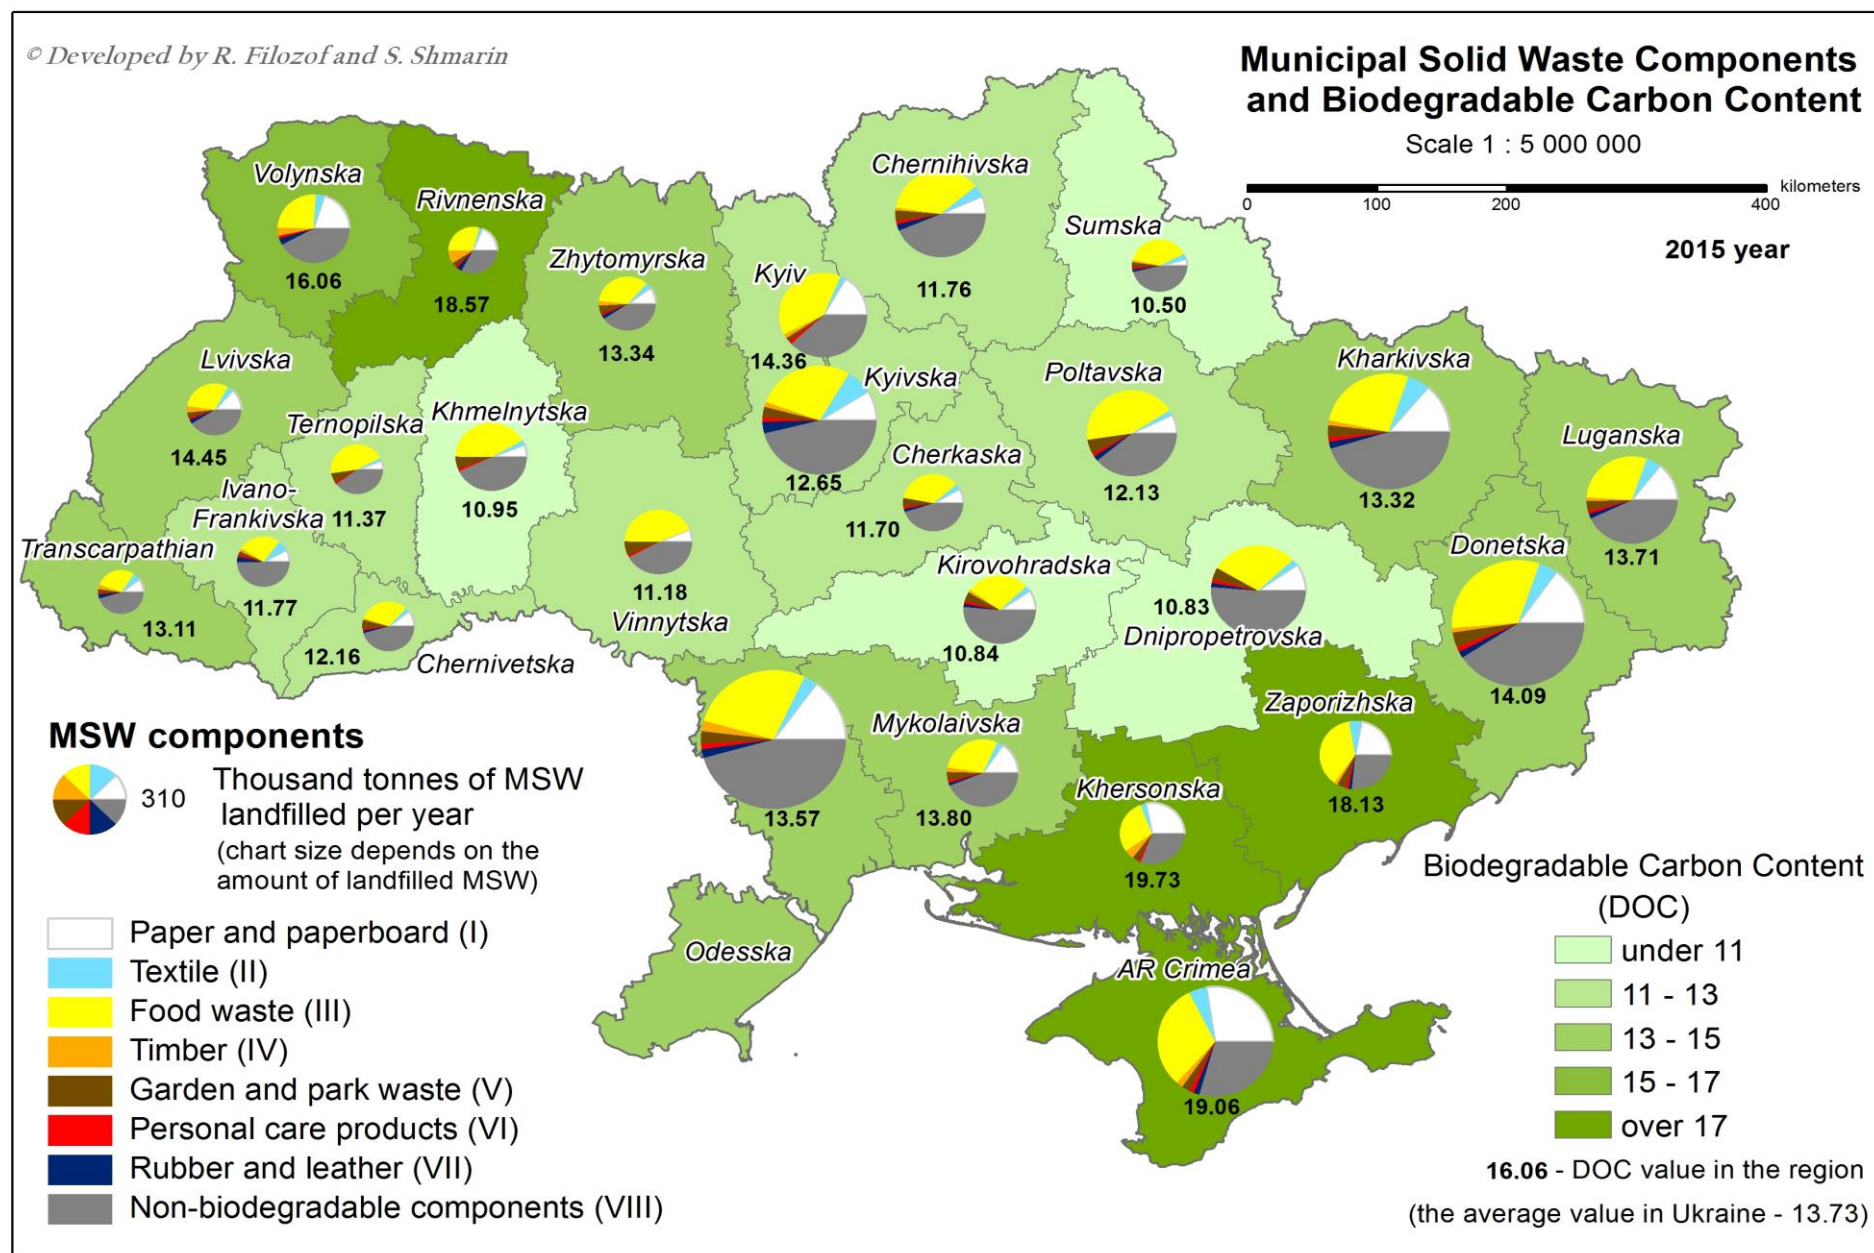 © Developed by R. Filozof and S. Shmarin
Municipal Solid Waste Components
and Biodegradable Carbon Content
Scale 1 : 5 000 000
kilometers
0 100 200 400
2015 year
Volynska
16.06
Rivnenska
18.57
Zhytomyrska
13.34
Kyiv
14.36
Chernihivska
11.76
Sumska
10.50
Lvivska
14.45
Ternopilska
11.37
Khmelnytska
10.95
Kyivska
12.65
Poltavska
12.13
Kharkivska
13.32
Luganska
13.71
Cherkaska
11.70
Ivano-
Frankivska
11.77
Transcarpathian
13.11
12.16
Chernivetska
11.18
Vinnytska
Kirovohradska
10.84
10.83
Dnipropetrovska
Donetska
14.09
13.57
Mykolaivska
13.80
Zaporizhska
18.13
Khersonska
19.73
Odesska
AR Crimea
19.06
MSW components
310
Thousand tonnes of MSW
landfilled per year
(chart size depends on the
amount of landfilled MSW)
Paper and paperboard (I)
Textile (II)
Food waste (III)
Timber (IV)
Garden and park waste (V)
Personal care products (VI)
Rubber and leather (VII)
Non-biodegradable components (VIII)
Biodegradable Carbon Content
(DOC)
under 11
11 - 13
13 - 15
15 - 17
over 17
16.06 - DOC value in the region
(the average value in Ukraine - 13.73)